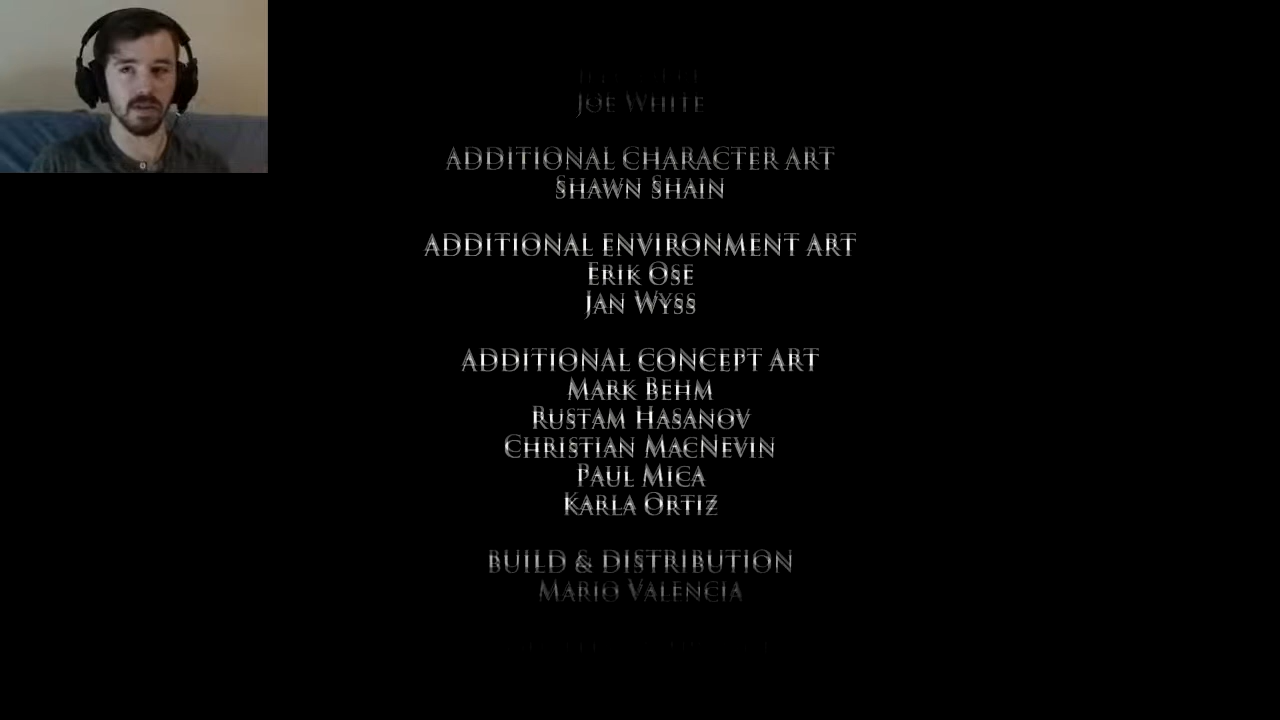 Joe White
ADDITIONAL CHARACTER ART
Shawn Shain
ADDITIONAL ENVIRONMENT ART
Erik Ose
Jan Wyss
ADDITIONAL CONCEPT ART
Mark Behm
Rustam Hasanov
Christian MacNevin
Paul Mica
Karla Ortiz
BUILD & DISTRIBUTION
Mario Valencia